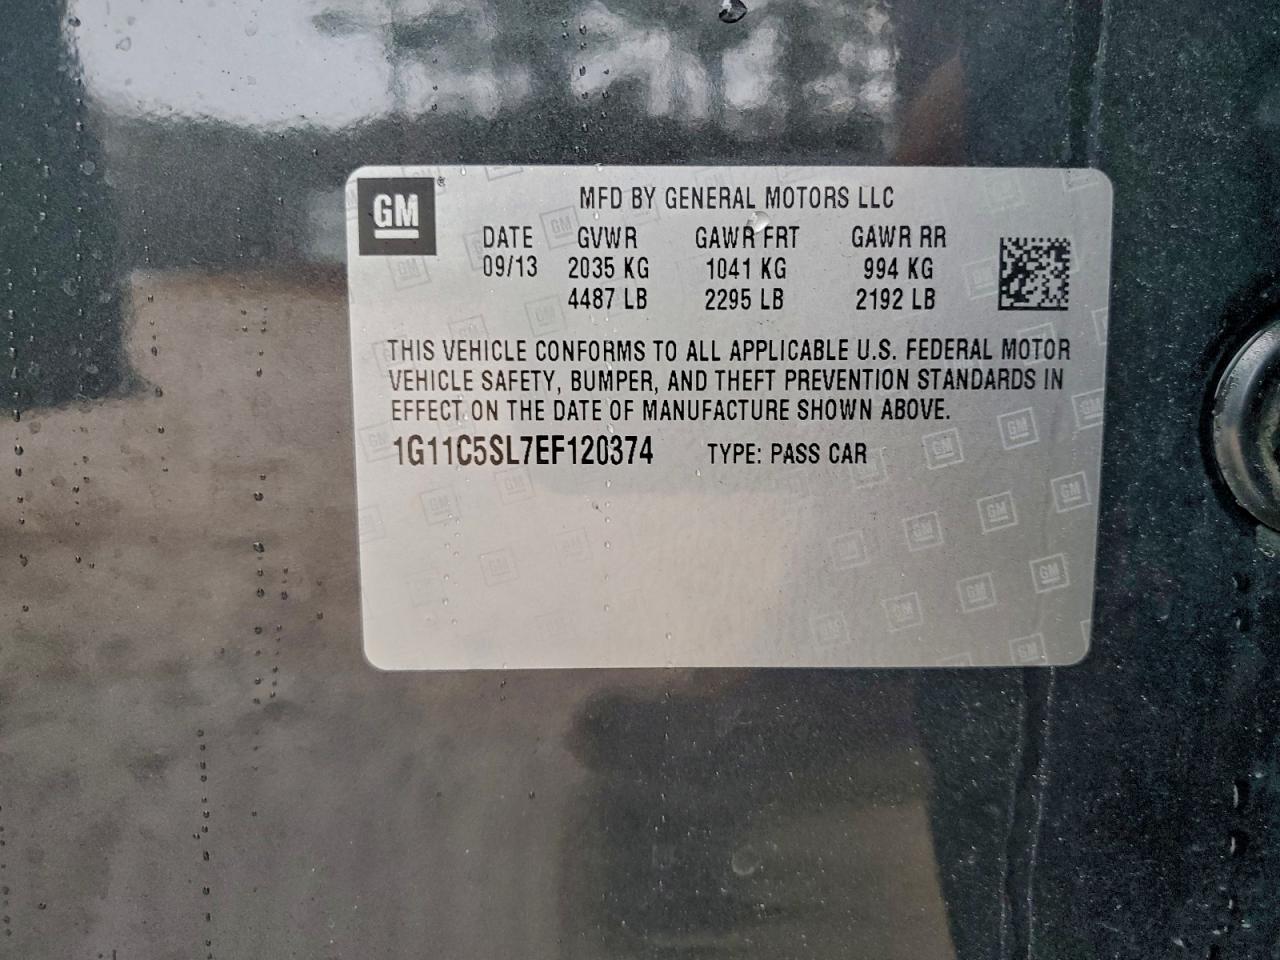 GM
MFD BY GENERAL MOTORS LLC
DATE GVWR GAWR FRT GAWR RR
09/13 2035 KG 1041 KG 994 KG
4487 LB 2295 LB 2192 LB
THIS VEHICLE CONFORMS TO ALL APPLICABLE U.S. FEDERAL MOTOR
VEHICLE SAFETY, BUMPER, AND THEFT PREVENTION STANDARDS IN
EFFECT ON THE DATE OF MANUFACTURE SHOWN ABOVE.
1G11C5SL7EF120374 TYPE: PASS CAR